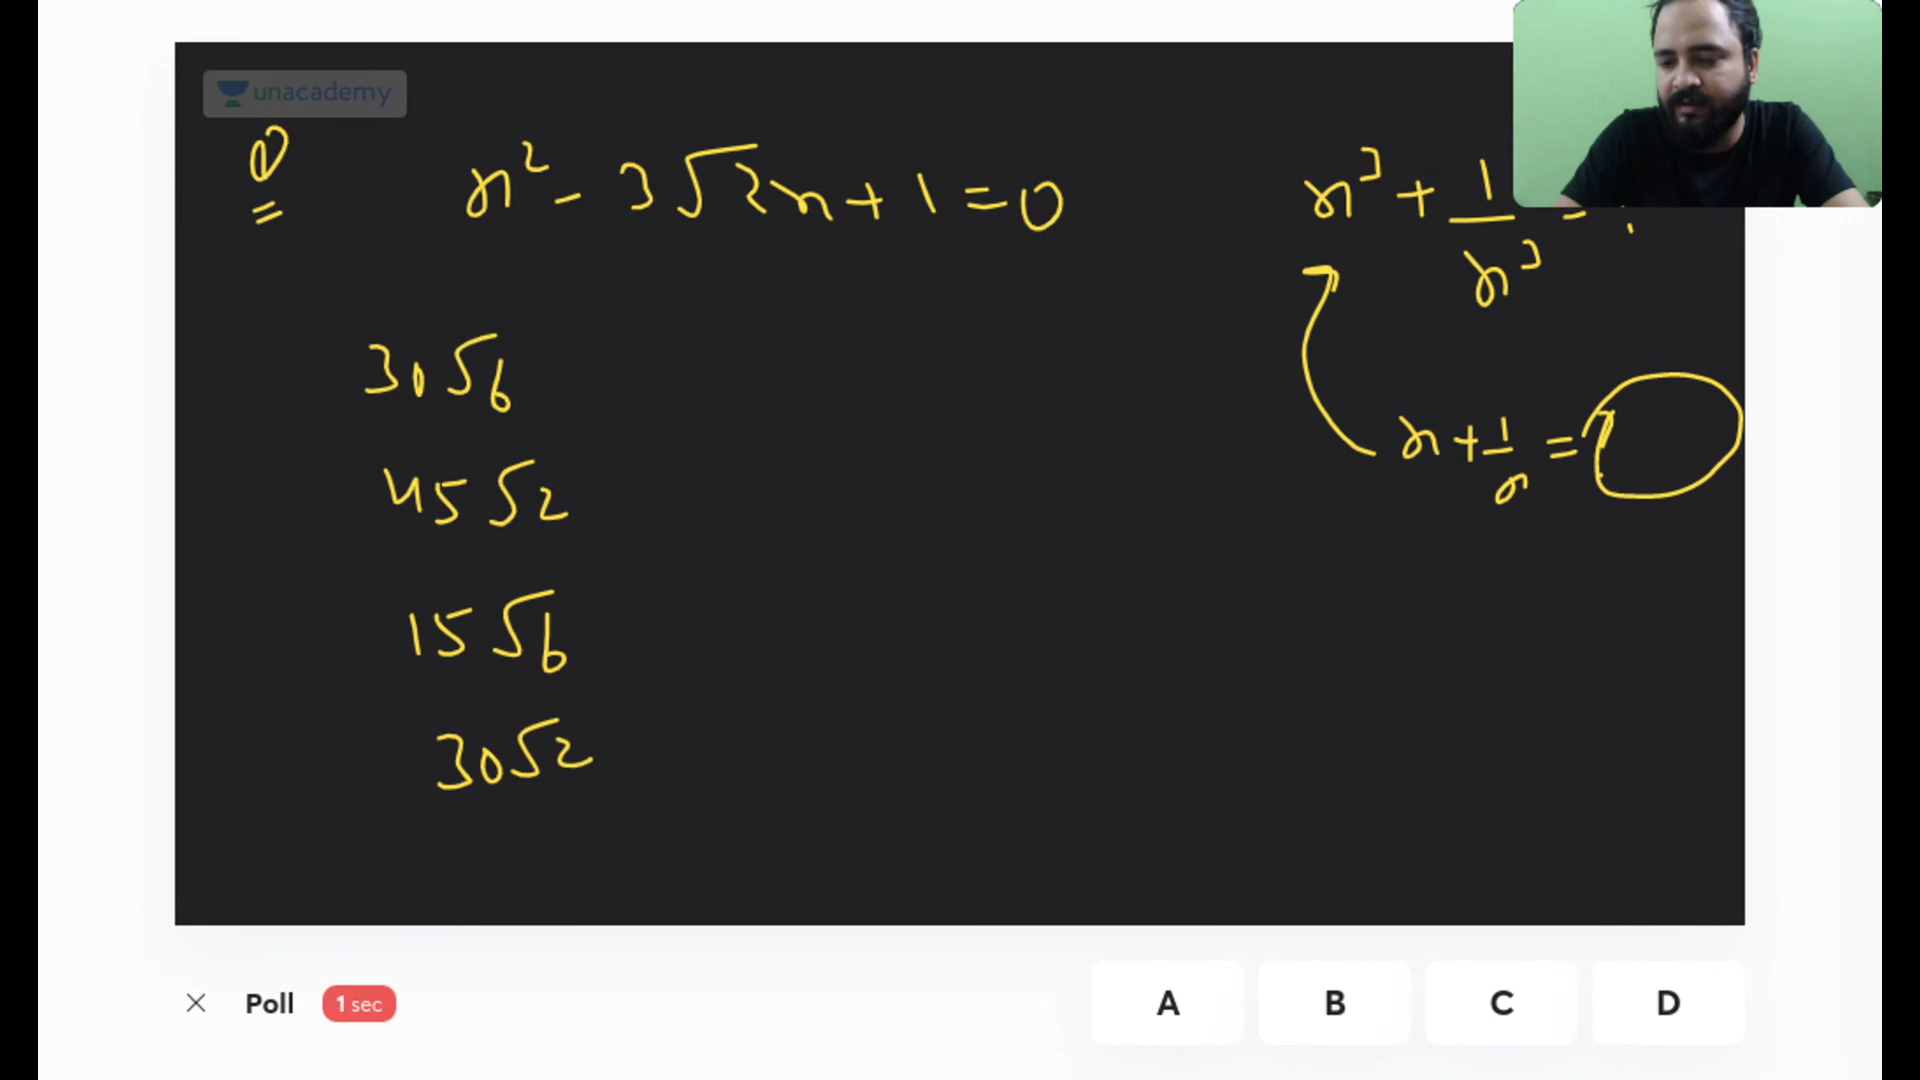 unacademy
Q
x² - 3√2x + 1 = 0
x³ + 1/x³ =
30√6
x + 1/x =
45√2
15√6
30√2
Poll 1 sec A B C D